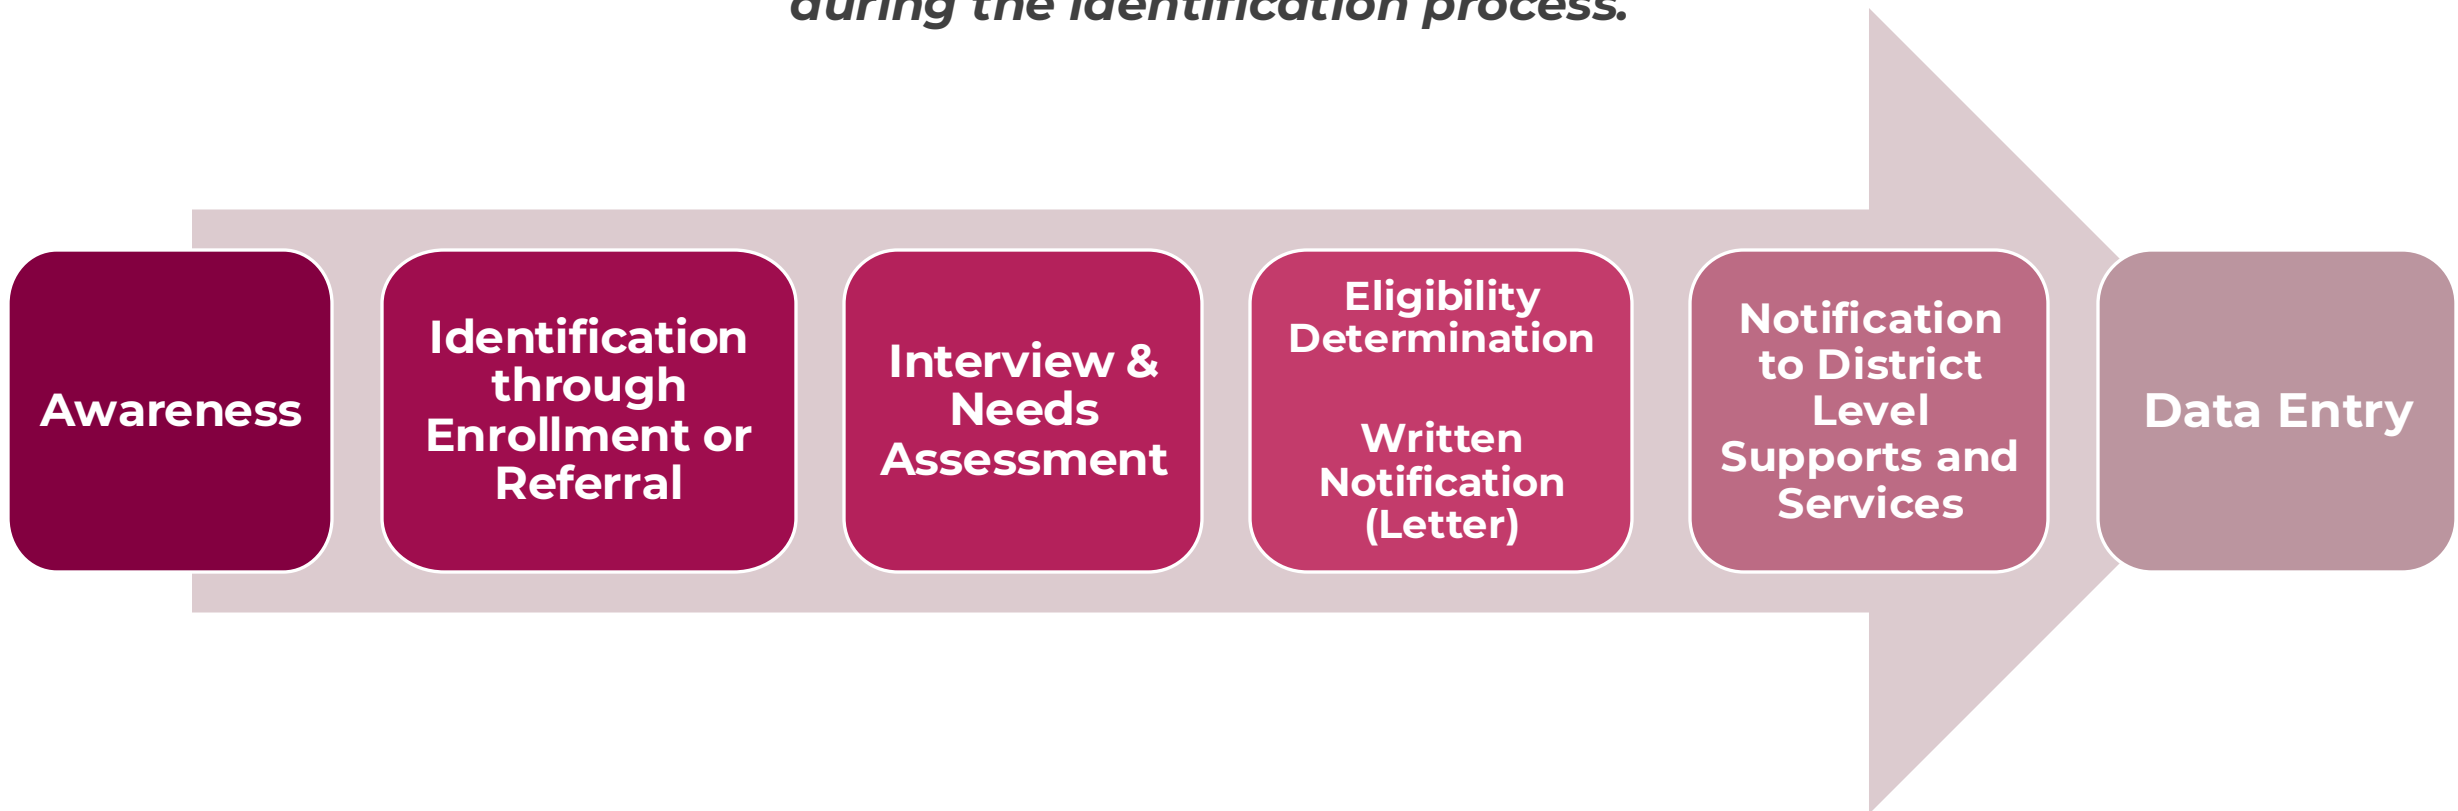 during the identification process.
Awareness
Identification
through
Enrollment or
Referral
Interview &
Needs
Assessment
Eligibility
Determination
Written
Notification
(Letter)
Notification
to District
Level
Supports and
Services
Data Entry